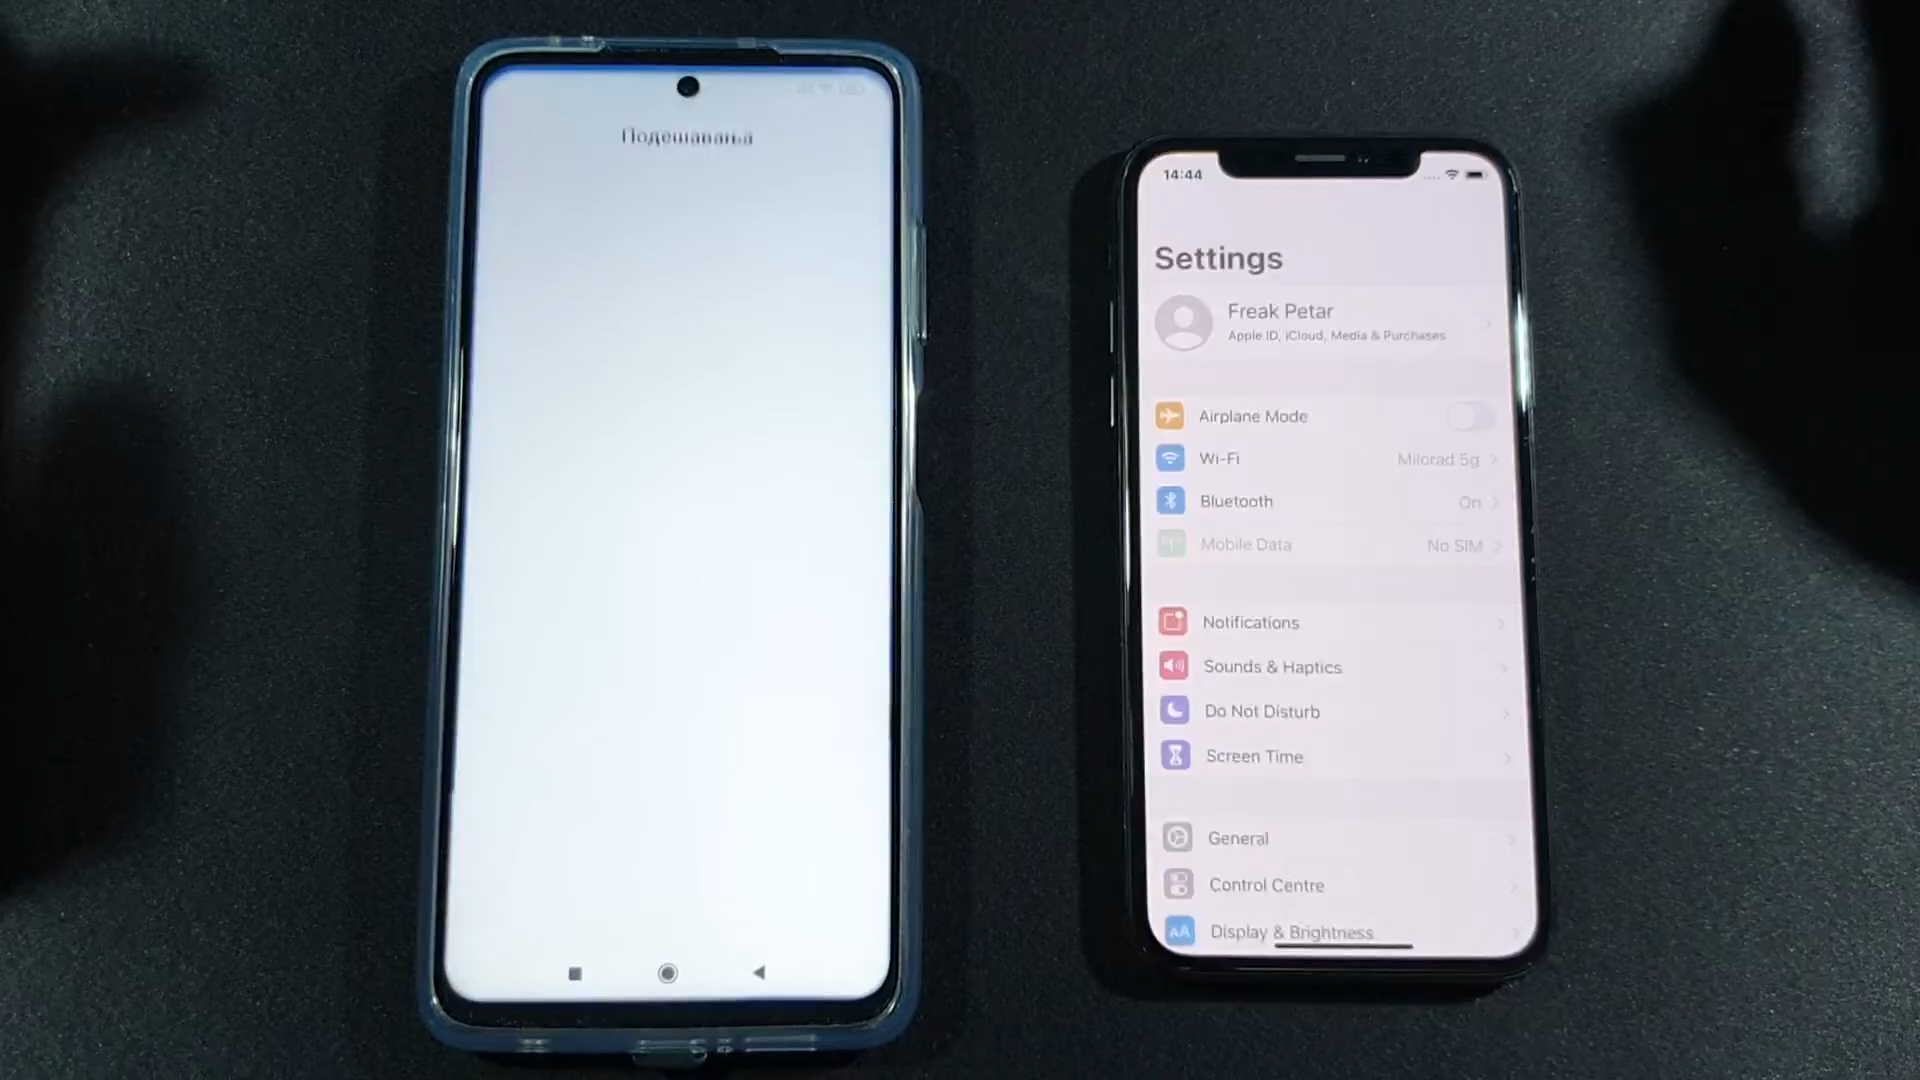 Подешавања
14:44
Settings
Freak Petar
Apple ID, iCloud, Media & Purchases
Airplane Mode
Wi-Fi Milorad 5g
Bluetooth On
Mobile Data No SIM
Notifications
Sounds & Haptics
Do Not Disturb
Screen Time
General
Control Centre
AA Display & Brightness